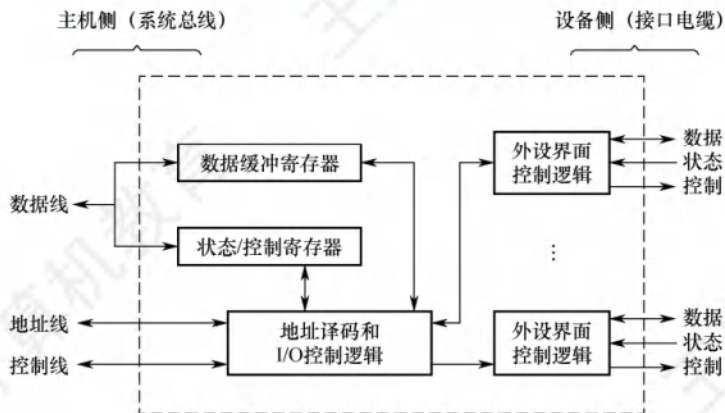 主机侧（系统总线）
设备侧（接口电缆）
数据缓冲寄存器
外设界面
控制逻辑
数据
状态
控制
数据线
状态/控制寄存器
⋮
地址线
控制线
地址译码和
I/O控制逻辑
外设界面
控制逻辑
数据
状态
控制